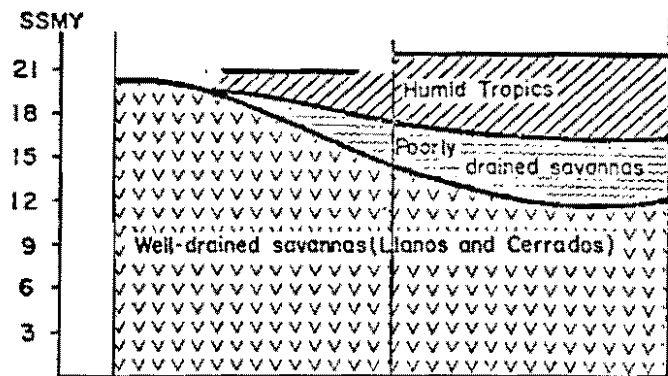 SSMY
21
18
15
12
9
6
3
Humid Tropics
Poorly
drained savannas
Well-drained savannas(Llanos and Cerrados)